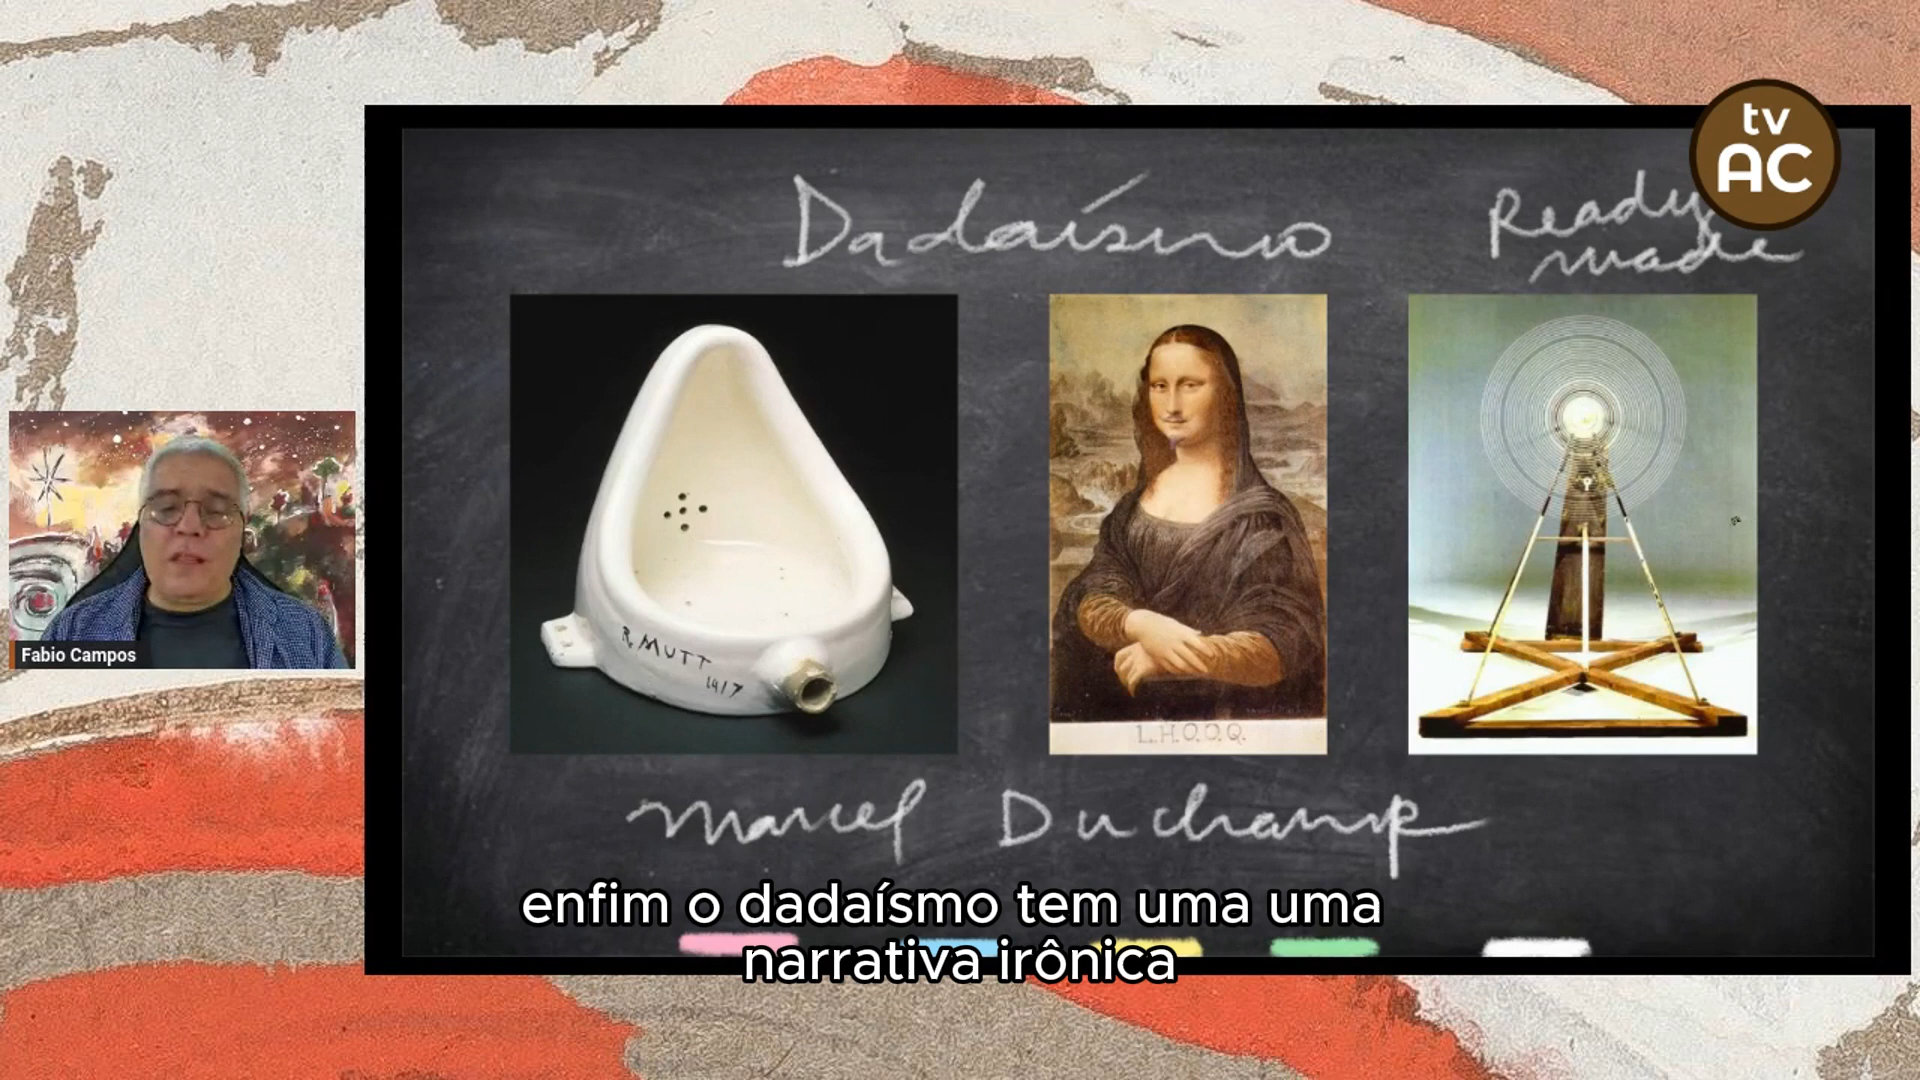 tv
AC
Dadaísmo
Ready
made
R. MUTT
1917
L.H.O.O.Q.
Fabio Campos
Marcel Duchamp
enfim o dadaísmo tem uma uma
narrativa irônica